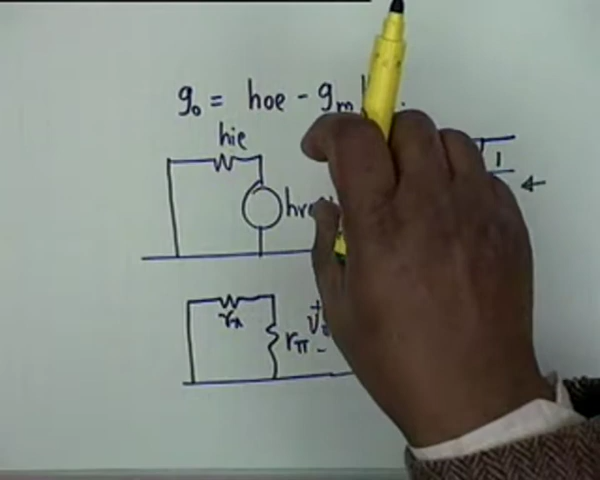 g₀ = hoe - gm
hie
1
hre
rx
rπ
+
-